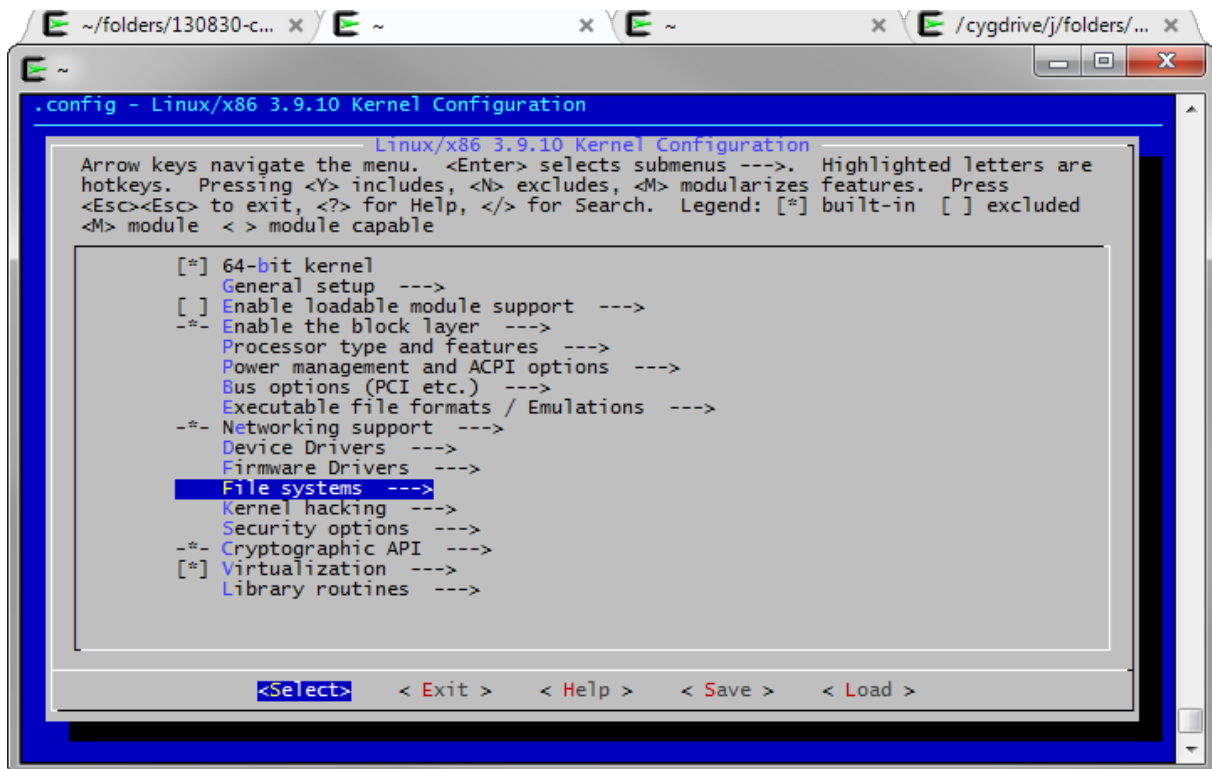 ~/folders/130830-c...
~
~
/cygdrive/j/folders/...
~
.config - Linux/x86 3.9.10 Kernel Configuration
Linux/x86 3.9.10 Kernel Configuration
Arrow keys navigate the menu.  <Enter> selects submenus --->.  Highlighted letters are
hotkeys.  Pressing <Y> includes, <N> excludes, <M> modularizes features.  Press
<Esc><Esc> to exit, <?> for Help, </> for Search.  Legend: [*] built-in  [ ] excluded
<M> module  < > module capable
[*] 64-bit kernel
General setup  --->
[ ] Enable loadable module support  --->
-*- Enable the block layer  --->
Processor type and features  --->
Power management and ACPI options  --->
Bus options (PCI etc.)  --->
Executable file formats / Emulations  --->
-*- Networking support  --->
Device Drivers  --->
Firmware Drivers  --->
File systems  --->
Kernel hacking  --->
Security options  --->
-*- Cryptographic API  --->
[*] Virtualization  --->
Library routines  --->
<Select>    < Exit >    < Help >    < Save >    < Load >